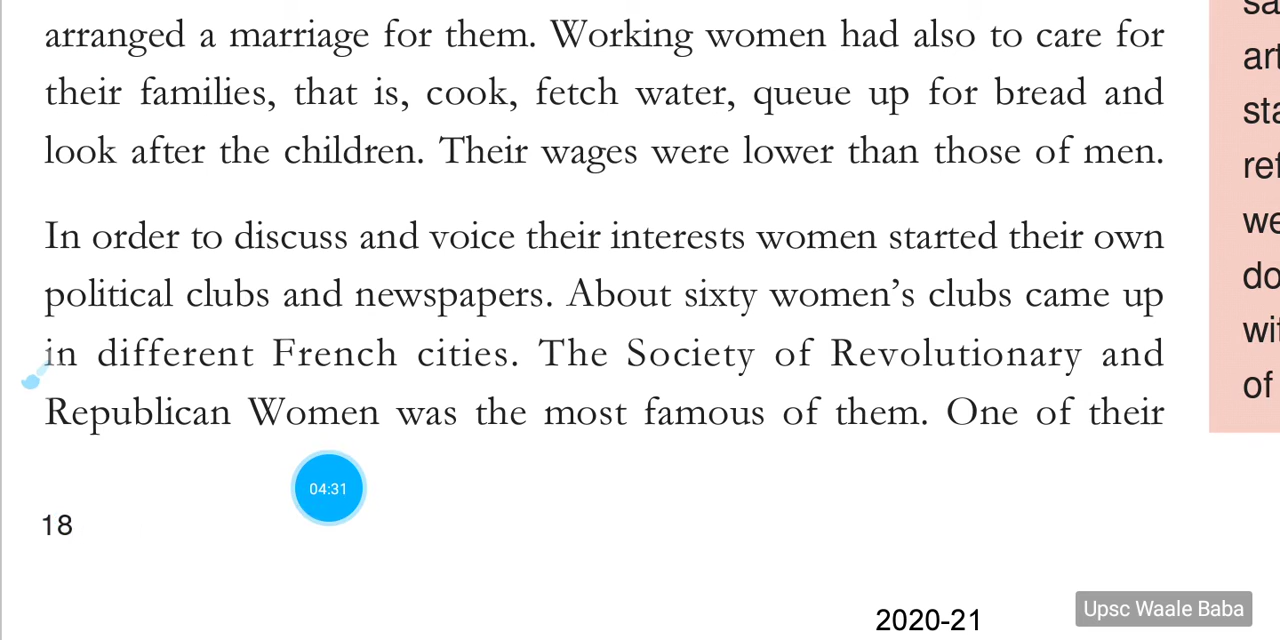 arranged a marriage for them. Working women had also to care for
their families, that is, cook, fetch water, queue up for bread and
look after the children. Their wages were lower than those of men.
In order to discuss and voice their interests women started their own
political clubs and newspapers. About sixty women’s clubs came up
in different French cities. The Society of Revolutionary and
Republican Women was the most famous of them. One of their
04:31
18
2020-21
Upsc Waale Baba
do
of